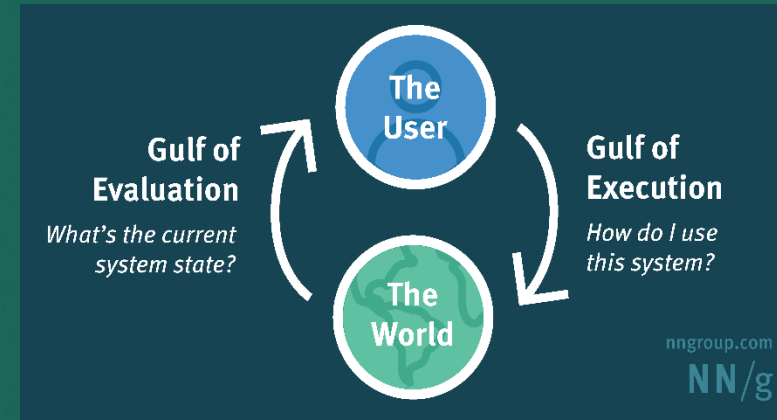 The
User
Gulf of
Evaluation
What's the current
system state?
Gulf of
Execution
How do I use
this system?
The
World
nngroup.com
NN/g